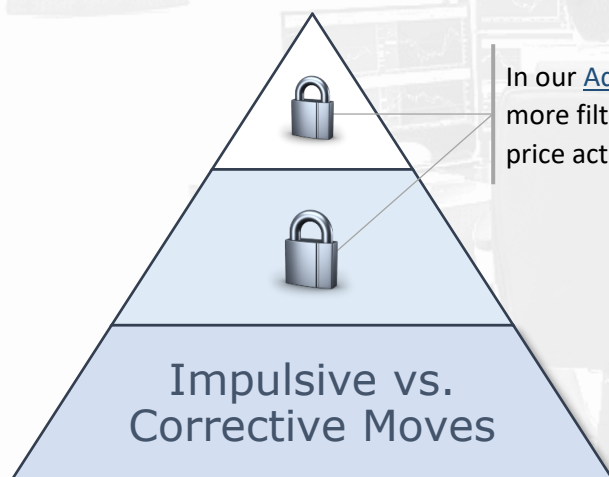 In our
more filt
price act
Impulsive vs.
Corrective Moves